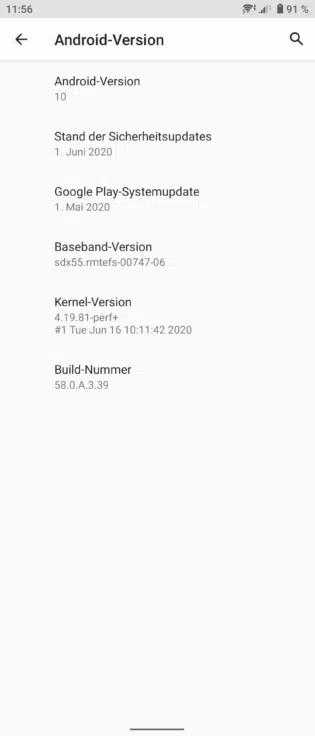 11:56
91 %
Android-Version
Android-Version
10
Stand der Sicherheitsupdates
1. Juni 2020
Google Play-Systemupdate
1. Mai 2020
Baseband-Version
sdx55.rmtefs-00747-06
Kernel-Version
4.19.81-perf+
#1 Tue Jun 16 10:11:42 2020
Build-Nummer
58.0.A.3.39